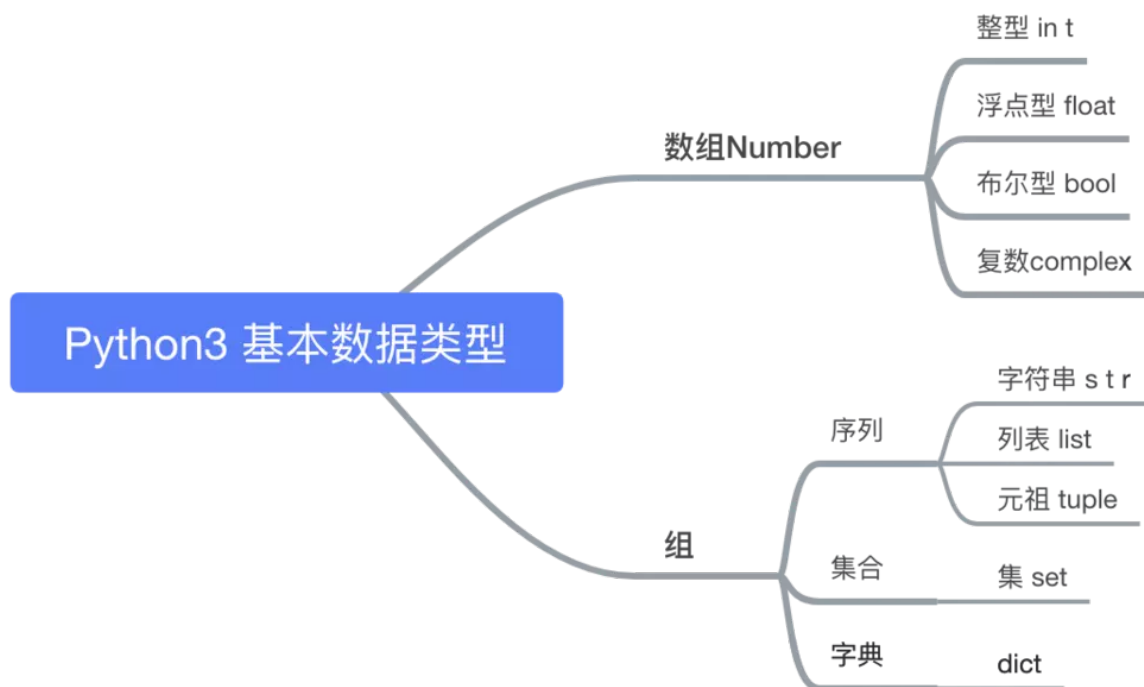 Python3 基本数据类型
数组Number
整型 in t
浮点型 float
布尔型 bool
复数complex
组
序列
字符串 s t r
列表 list
元祖 tuple
集合
集 set
字典
dict